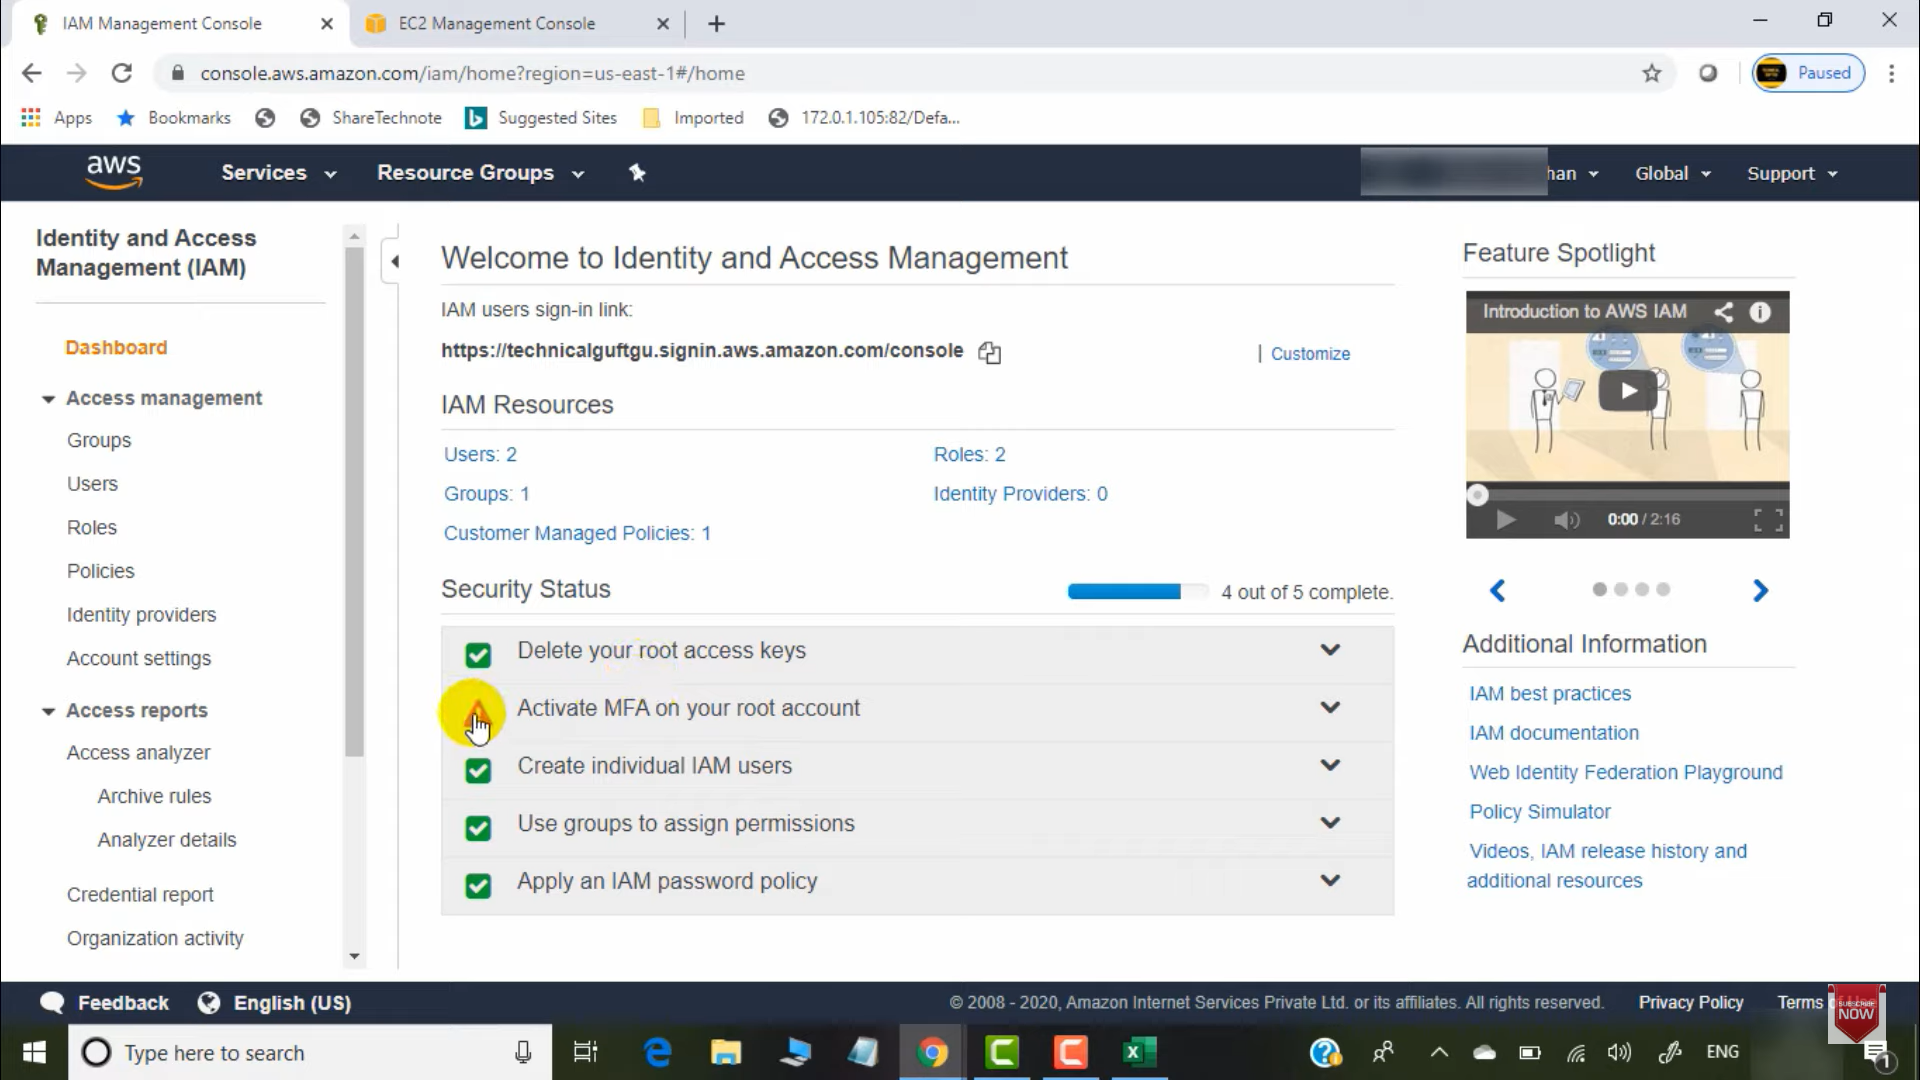 IAM Management Console
EC2 Management Console
console.aws.amazon.com/iam/home?region=us-east-1#/home
Paused
Apps
Bookmarks
ShareTechnote
Suggested Sites
Imported
172.0.1.105:82/Defa...
aws
Services
Resource Groups
han
Global
Support
Identity and Access
Management (IAM)
Dashboard
Access management
Groups
Users
Roles
Policies
Identity providers
Account settings
Access reports
Access analyzer
Archive rules
Analyzer details
Credential report
Organization activity
Welcome to Identity and Access Management
IAM users sign-in link:
https://technicalguftgu.signin.aws.amazon.com/console
| Customize
IAM Resources
Users: 2
Roles: 2
Groups: 1
Identity Providers: 0
Customer Managed Policies: 1
Security Status
4 out of 5 complete.
Delete your root access keys
Activate MFA on your root account
Create individual IAM users
Use groups to assign permissions
Apply an IAM password policy
Feature Spotlight
Introduction to AWS IAM
0:00 / 2:16
Additional Information
IAM best practices
IAM documentation
Web Identity Federation Playground
Policy Simulator
Videos, IAM release history and
additional resources
Feedback
English (US)
© 2008 - 2020, Amazon Internet Services Private Ltd. or its affiliates. All rights reserved.
Privacy Policy
Terms
SUBSCRIBE
NOW
Type here to search
ENG
1